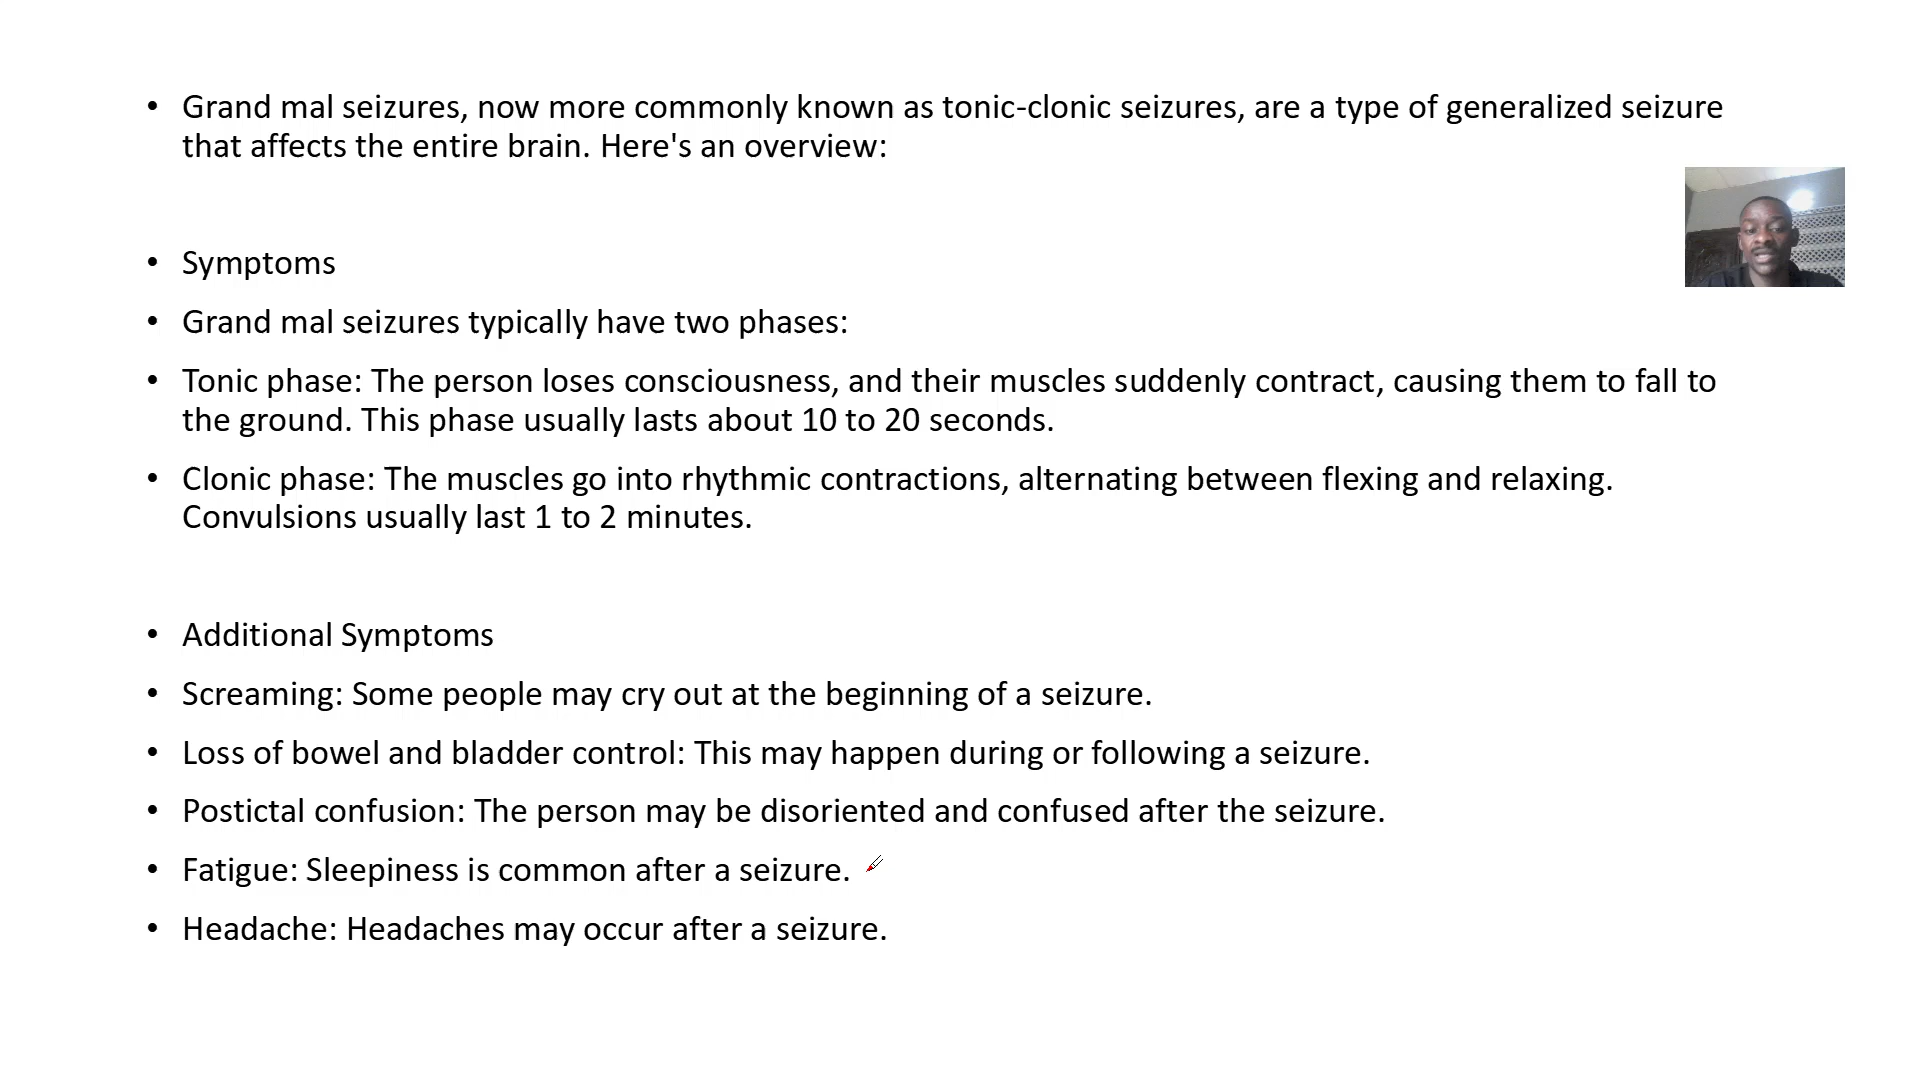 • Grand mal seizures, now more commonly known as tonic-clonic seizures, are a type of generalized seizure
that affects the entire brain. Here's an overview:
• Symptoms
• Grand mal seizures typically have two phases:
• Tonic phase: The person loses consciousness, and their muscles suddenly contract, causing them to fall to
the ground. This phase usually lasts about 10 to 20 seconds.
• Clonic phase: The muscles go into rhythmic contractions, alternating between flexing and relaxing.
Convulsions usually last 1 to 2 minutes.
• Additional Symptoms
• Screaming: Some people may cry out at the beginning of a seizure.
• Loss of bowel and bladder control: This may happen during or following a seizure.
• Postictal confusion: The person may be disoriented and confused after the seizure.
• Fatigue: Sleepiness is common after a seizure.
• Headache: Headaches may occur after a seizure.